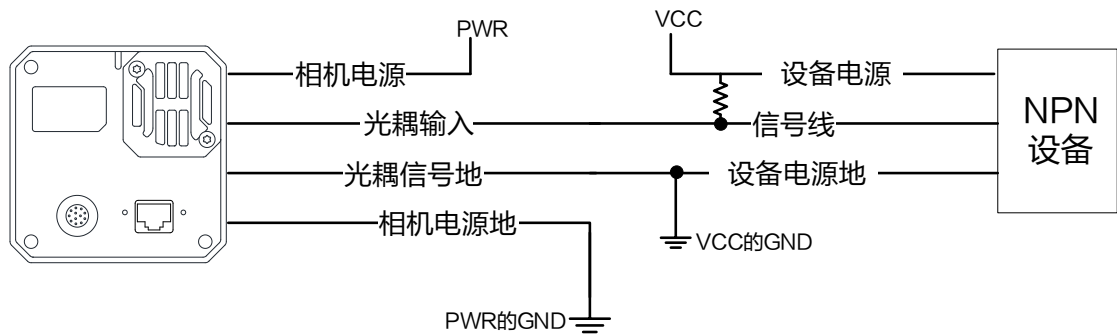 PWR
VCC
相机电源
设备电源
光耦输入
信号线
NPN
设备
光耦信号地
设备电源地
相机电源地
VCC的GND
PWR的GND